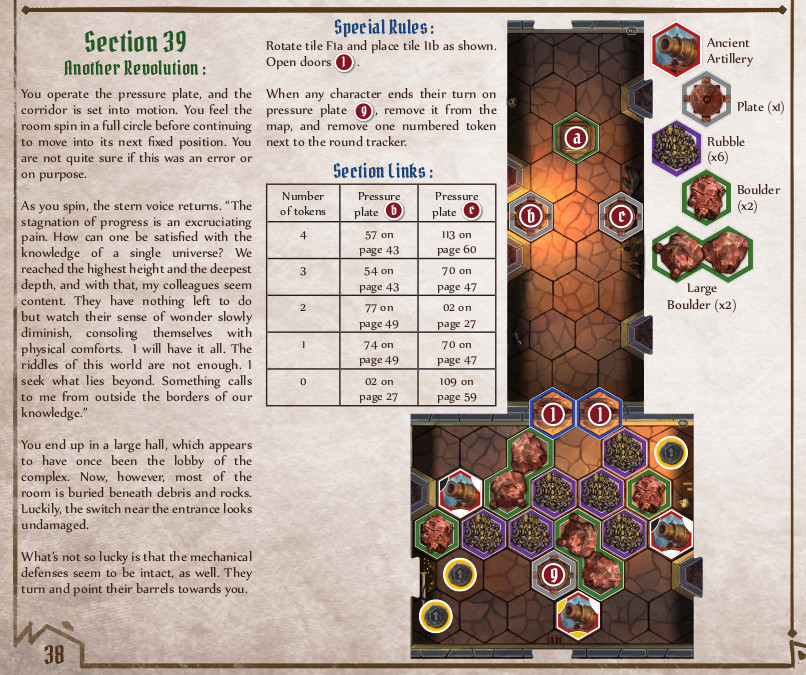 Section 39
Another Revolution:
You operate the pressure plate, and the
corridor is set into motion. You feel the
room spin in a full circle before continuing
to move into its next fixed position. You
are not quite sure if this was an error or
on purpose.
As you spin, the stern voice returns. “The
stagnation of progress is an excruciating
pain. How can one be satisfied with the
knowledge of a single universe? We
reached the highest height and the deepest
depth, and with that, my colleagues seem
content. They have nothing left to do
but watch their sense of wonder slowly
diminish, consoling themselves with
physical comforts. I will have it all. The
riddles of this world are not enough. I
seek what lies beyond. Something calls
to me from outside the borders of our
knowledge.”
You end up in a large hall, which appears
to have once been the lobby of the
complex. Now, however, most of the
room is buried beneath debris and rocks.
Luckily, the switch near the entrance looks
undamaged.
What's not so lucky is that the mechanical
defenses seem to be intact, as well. They
turn and point their barrels towards you.
38
Special Rules:
Rotate tile F1a and place tile I1b as shown.
Open doors 1.
When any character ends their turn on
pressure plate g, remove it from the
map, and remove one numbered token
next to the round tracker.
Section Links:
Number of tokens | Pressure plate b | Pressure plate c
4 | 57 on page 43 | 113 on page 60
3 | 54 on page 43 | 70 on page 47
2 | 77 on page 49 | 02 on page 27
1 | 74 on page 49 | 70 on page 47
0 | 02 on page 27 | 109 on page 59
a
b
c
1
1
1
g
1
1
Ancient
Artillery
Plate (x1)
Rubble
(x6)
Boulder
(x2)
Large
Boulder (x2)